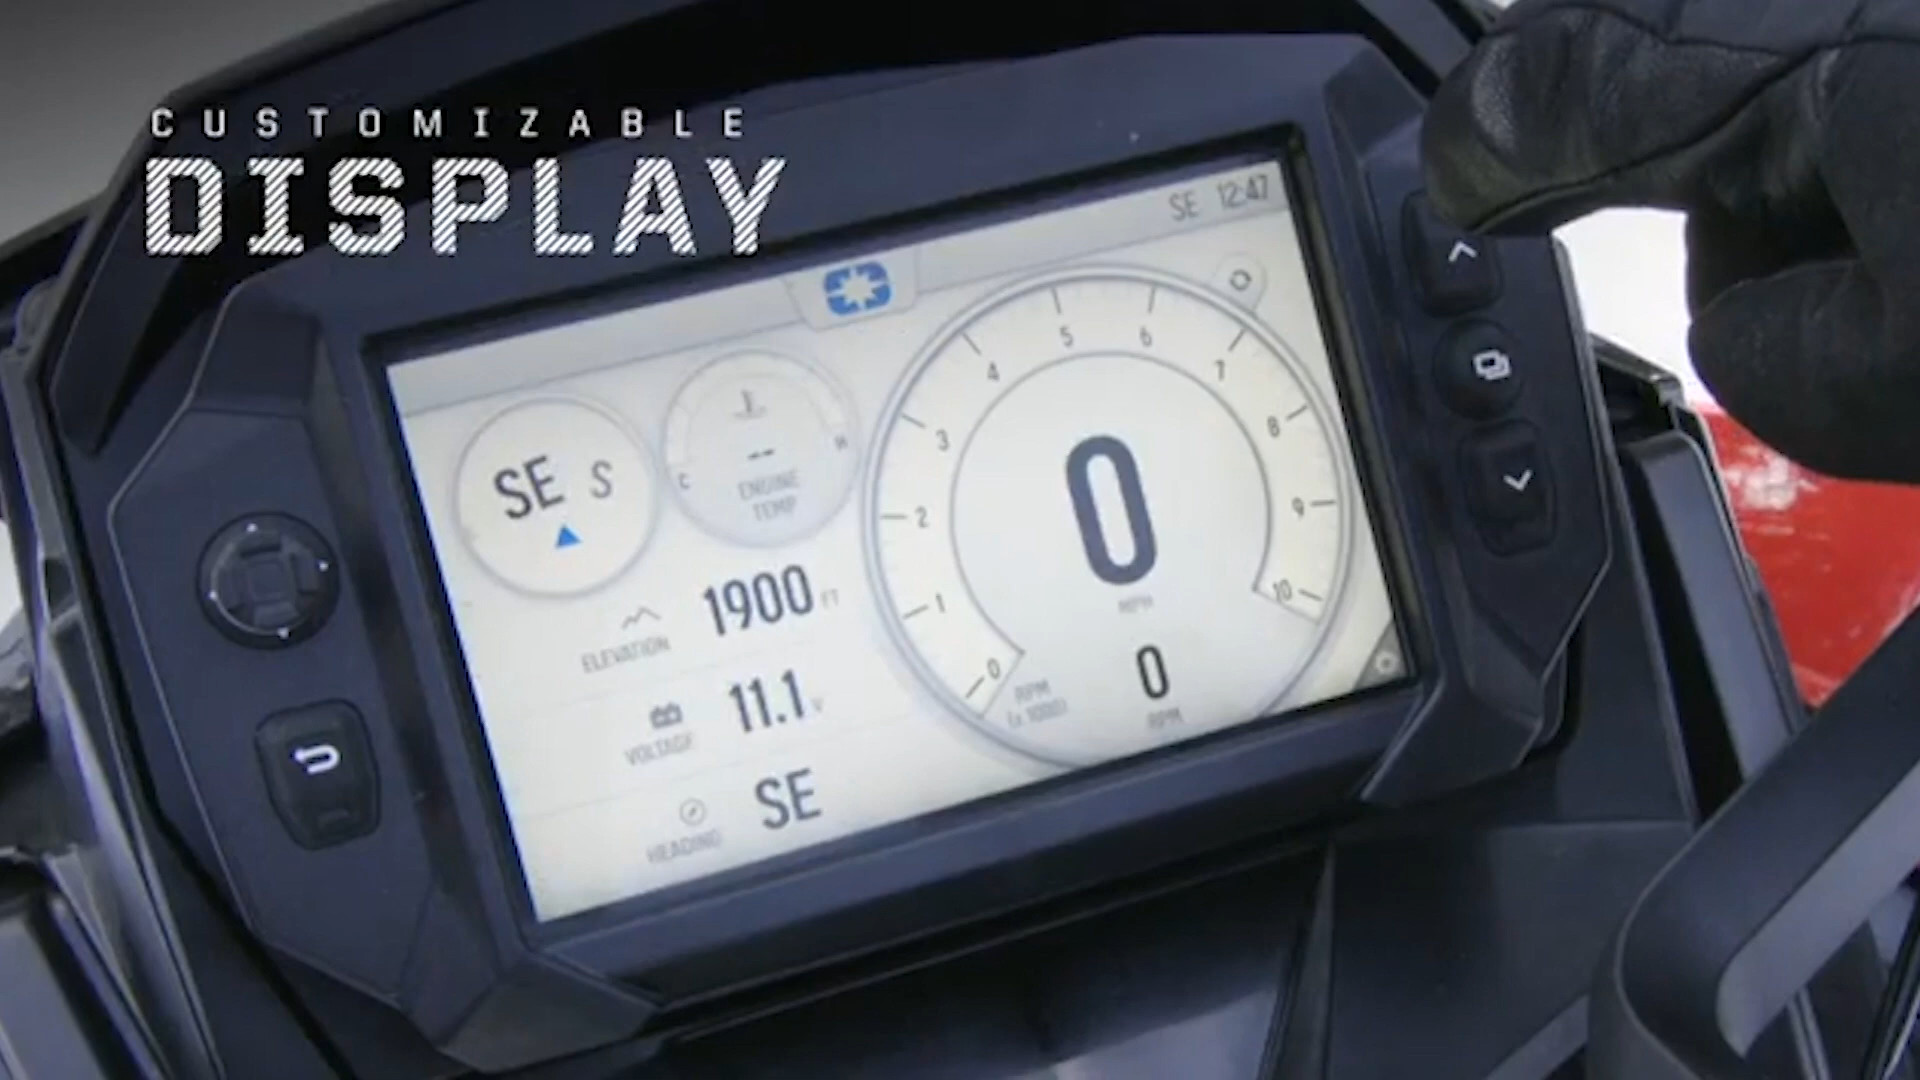 CUSTOMIZABLE
DISPLAY
SE 12:47
SE S
C -- H
ENGINE
TEMP
1900 FT
ELEVATION
11.1 V
VOLTAGE
SE
HEADING
0 1 2 3 4 5 6 7 8 9 10
0
MPH
0
RPM
RPM
(x 1000)